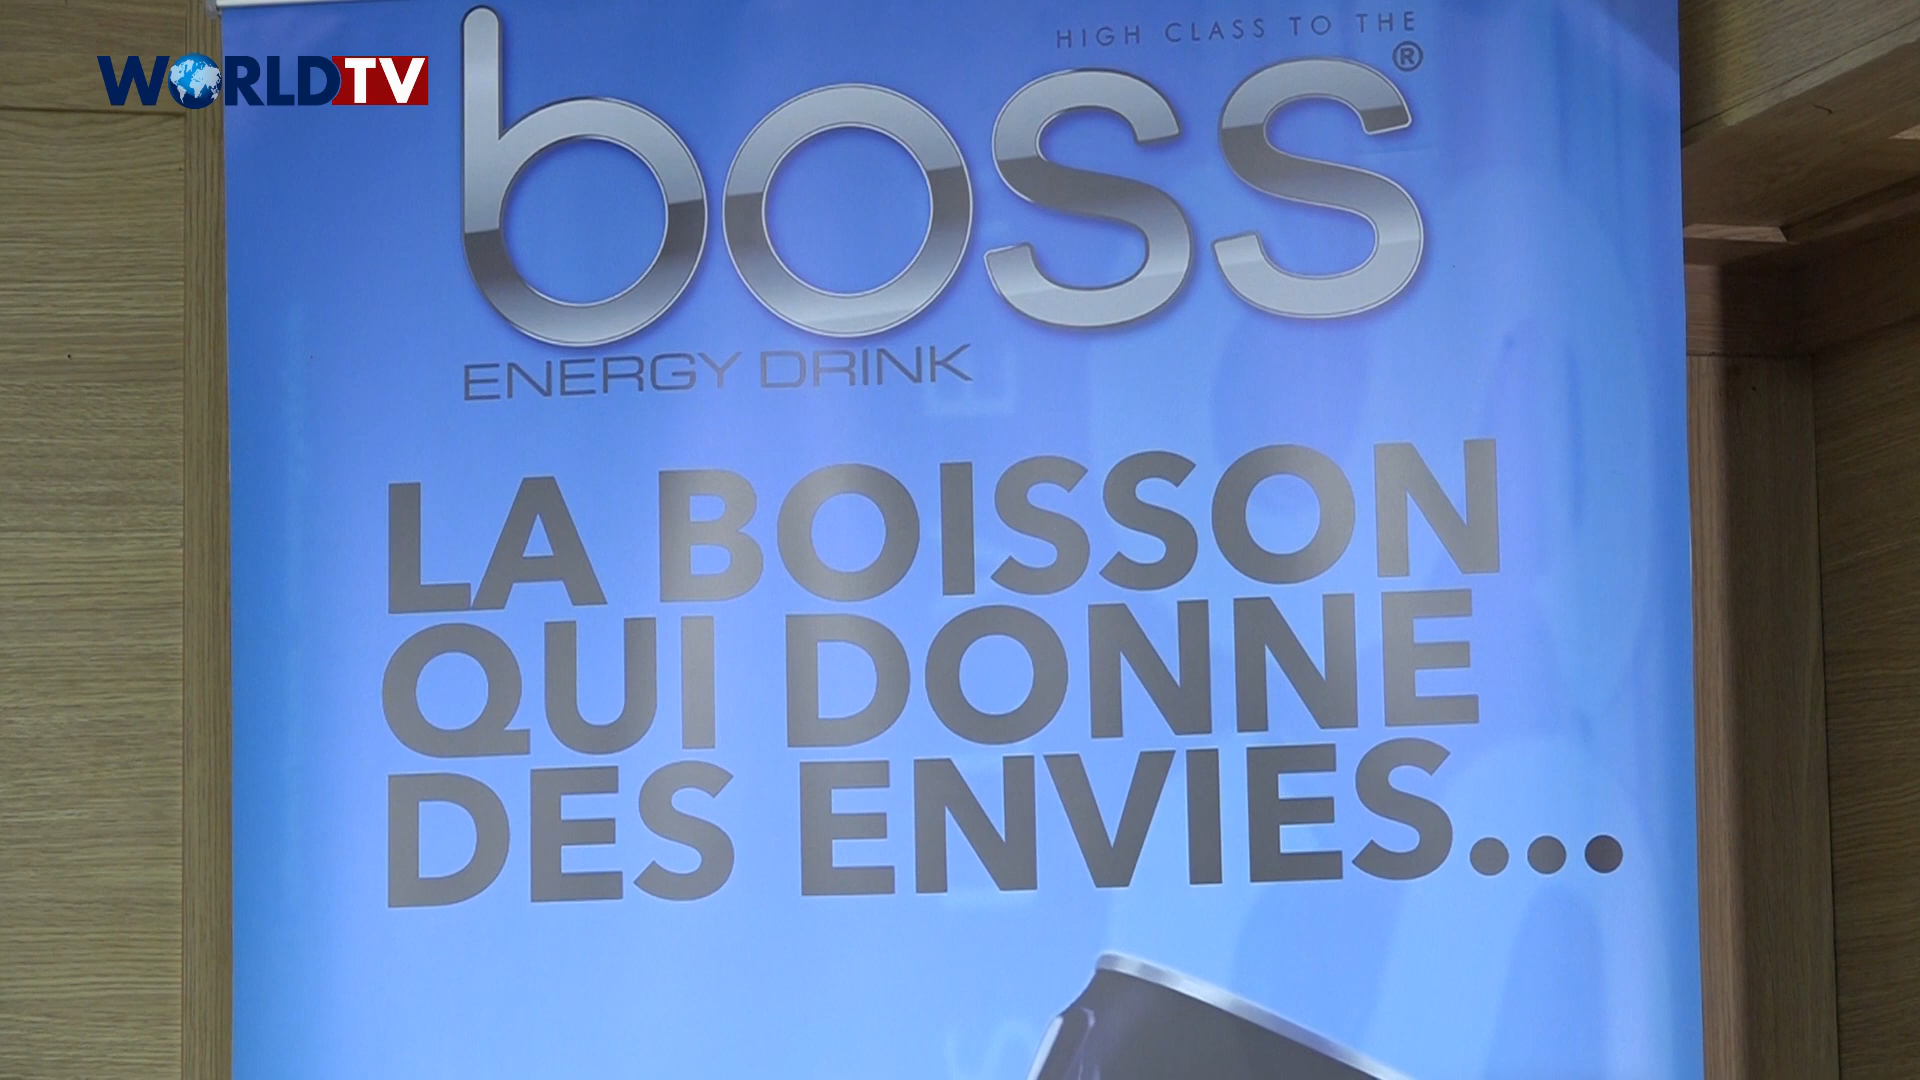 WORLDTV
HIGH CLASS TO THE
boss®
ENERGY DRINK
LA BOISSON
QUI DONNE
DES ENVIES...